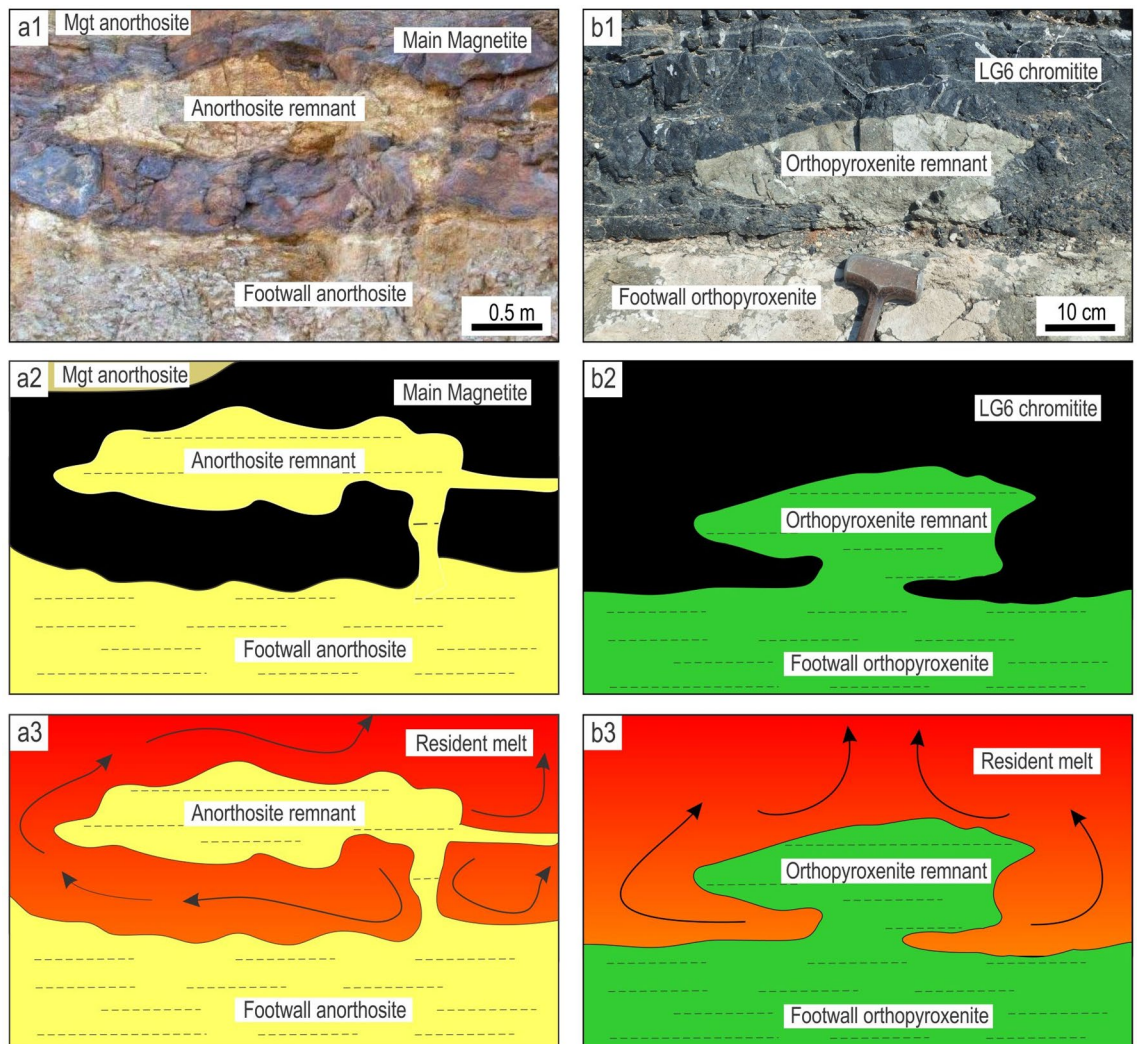 a1
Mgt anorthosite
Main Magnetite
Anorthosite remnant
Footwall anorthosite
0.5 m
b1
LG6 chromitite
Orthopyroxenite remnant
Footwall orthopyroxenite
10 cm
a2
Mgt anorthosite
Main Magnetite
Anorthosite remnant
Footwall anorthosite
b2
LG6 chromitite
Orthopyroxenite remnant
Footwall orthopyroxenite
a3
Resident melt
Anorthosite remnant
Footwall anorthosite
b3
Resident melt
Orthopyroxenite remnant
Footwall orthopyroxenite